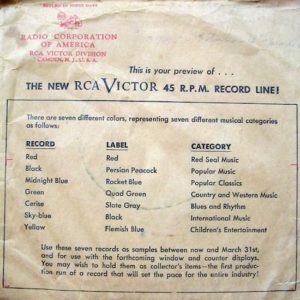 RADIO CORPORATION
OF AMERICA
RCA VICTOR DIVISION
CAMDEN, N. J., U. S. A.
This is your preview of . . .
THE NEW RCA VICTOR 45 R.P.M. RECORD LINE!
There are seven different colors, representing seven different musical categories
as follows:
RECORD LABEL CATEGORY
Red Red Red Seal Music
Black Persian Peacock Popular Music
Midnight Blue Rocket Blue Popular Classics
Green Quad Green Country and Western Music
Cerise Slate Gray Blues and Rhythm
Sky-blue Black International Music
Yellow Flemish Blue Children's Entertainment
Use these seven records as samples between now and March 31st,
and for use with the forthcoming window and counter displays.
You may wish to hold them as collector's items—the first produc-
tion run of a record that will set the pace for the entire industry!